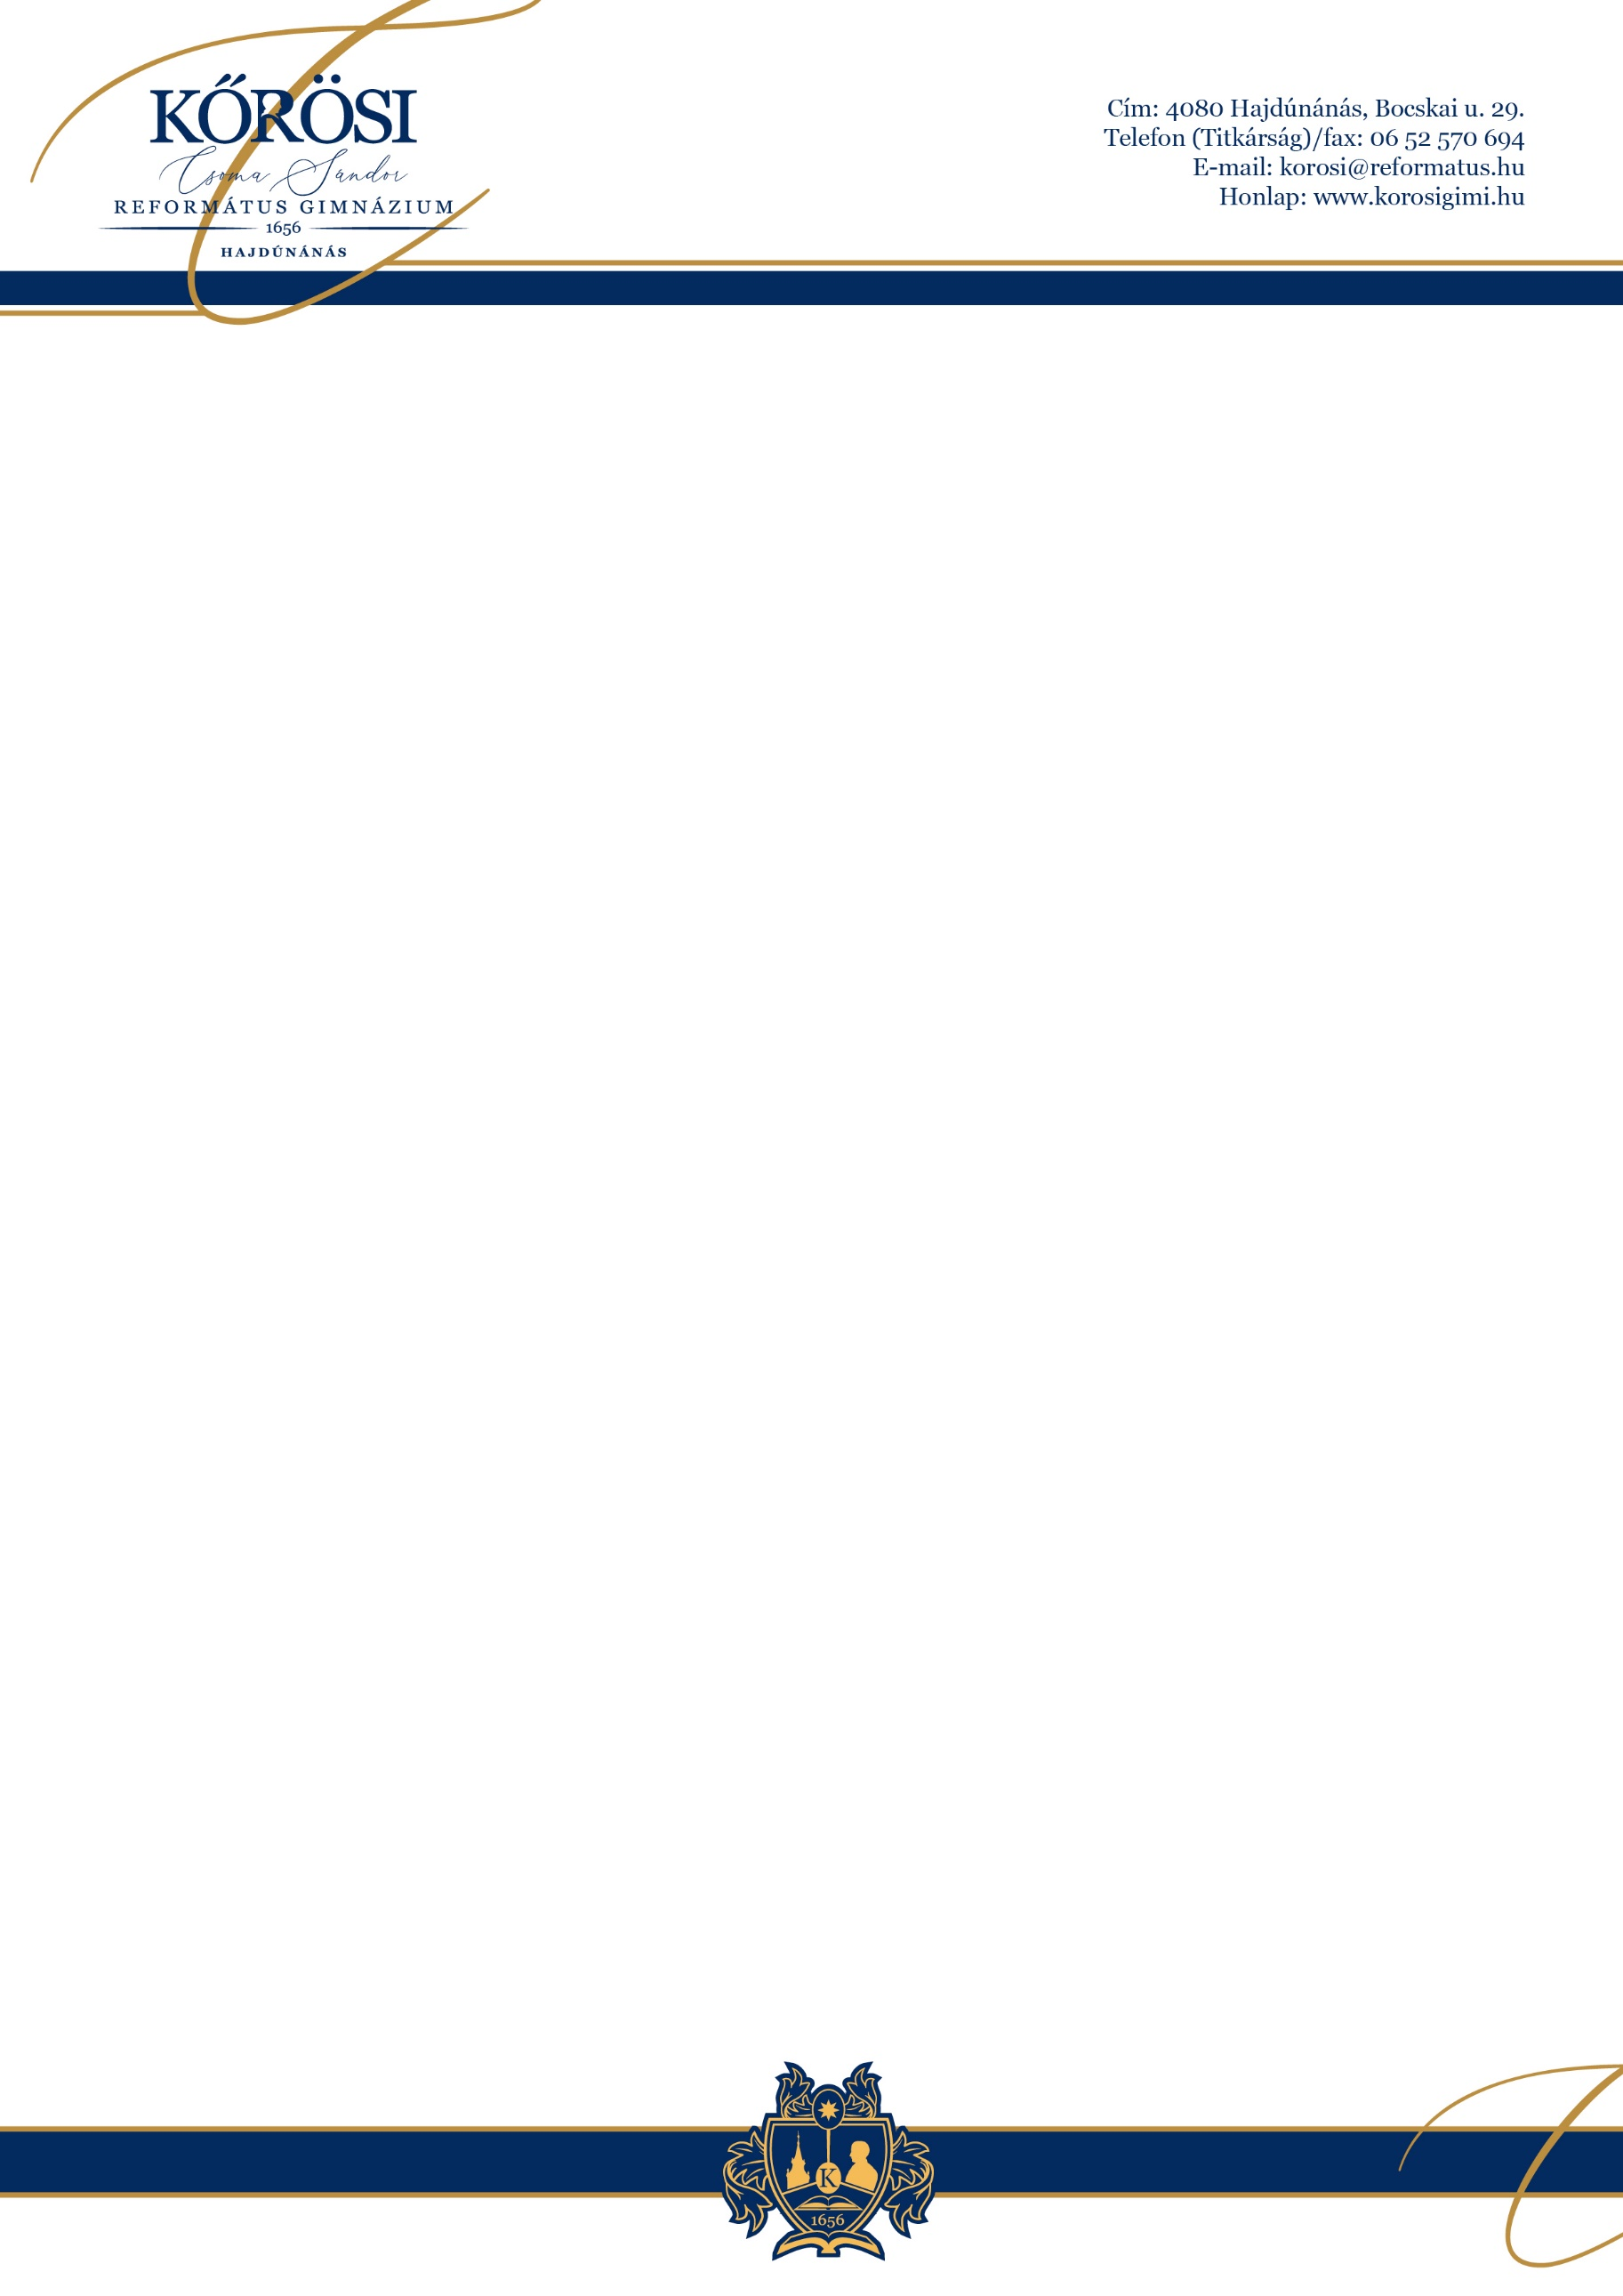 KŐRÖSI
Csoma Sándor
REFORMÁTUS GIMNÁZIUM
1656
HAJDÚNÁNÁS
Cím: 4080 Hajdúnánás, Bocskai u. 29.
Telefon (Titkárság)/fax: 06 52 570 694
E-mail: korosi@reformatus.hu
Honlap: www.korosigimi.hu
K
1656